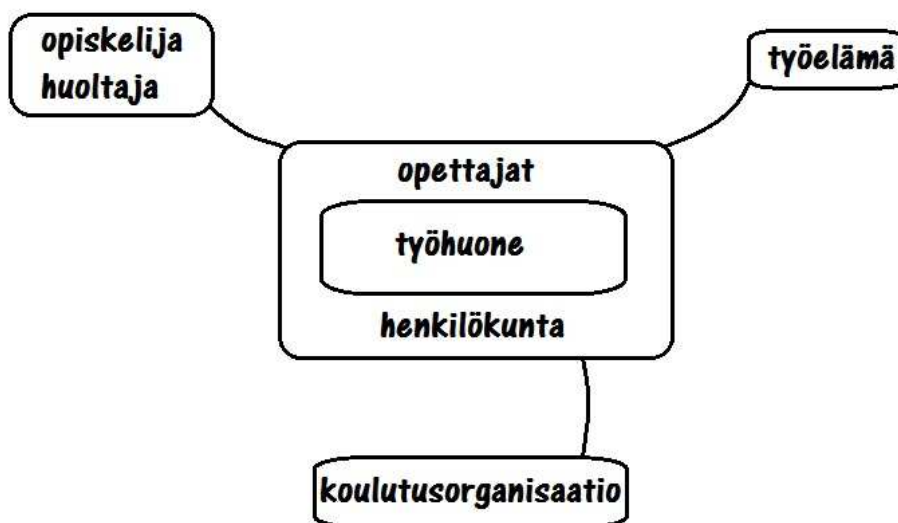 opiskelija
huoltaja
työelämä
opettajat
työhuone
henkilökunta
koulutusorganisaatio